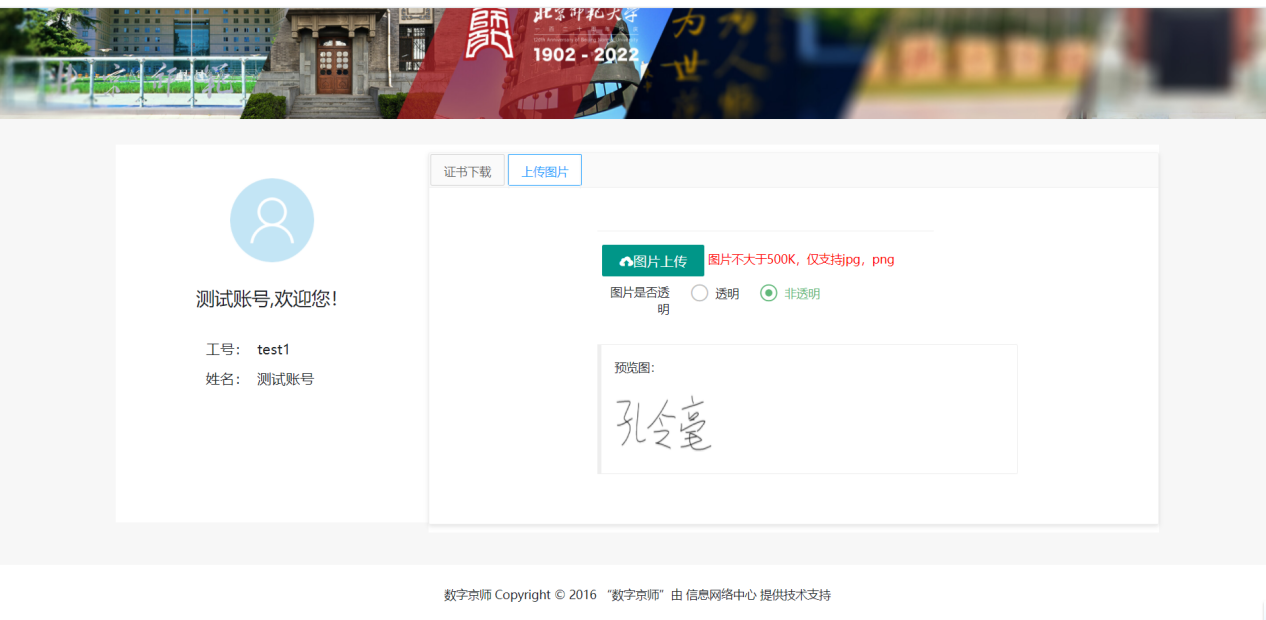 北京师范大学
1902 - 2022
为
世
证书下载
上传图片
图片上传
图片不大于500K，仅支持jpg，png
图片是否透明
透明
非透明
测试账号,欢迎您！
工号： test1
姓名： 测试账号
预览图：
孔令毫
数字京师 Copyright © 2016 “数字京师”由 信息网络中心 提供技术支持